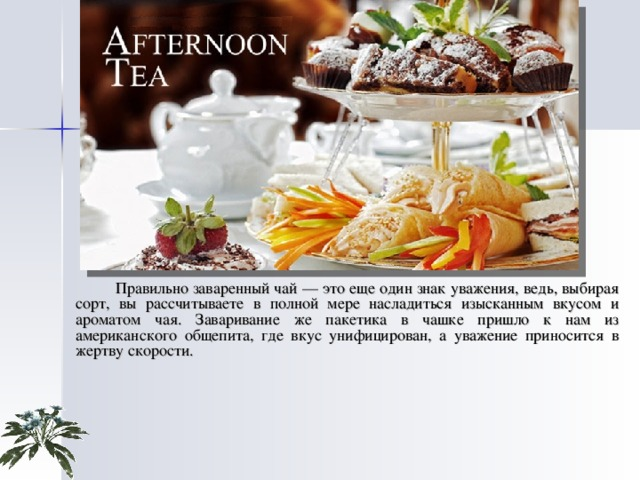 AFTERNOON
TEA
Правильно заваренный чай — это еще один знак уважения, ведь, выбирая
сорт, вы рассчитываете в полной мере насладиться изысканным вкусом и
ароматом чая. Заваривание же пакетика в чашке пришло к нам из
американского общепита, где вкус унифицирован, а уважение приносится в
жертву скорости.